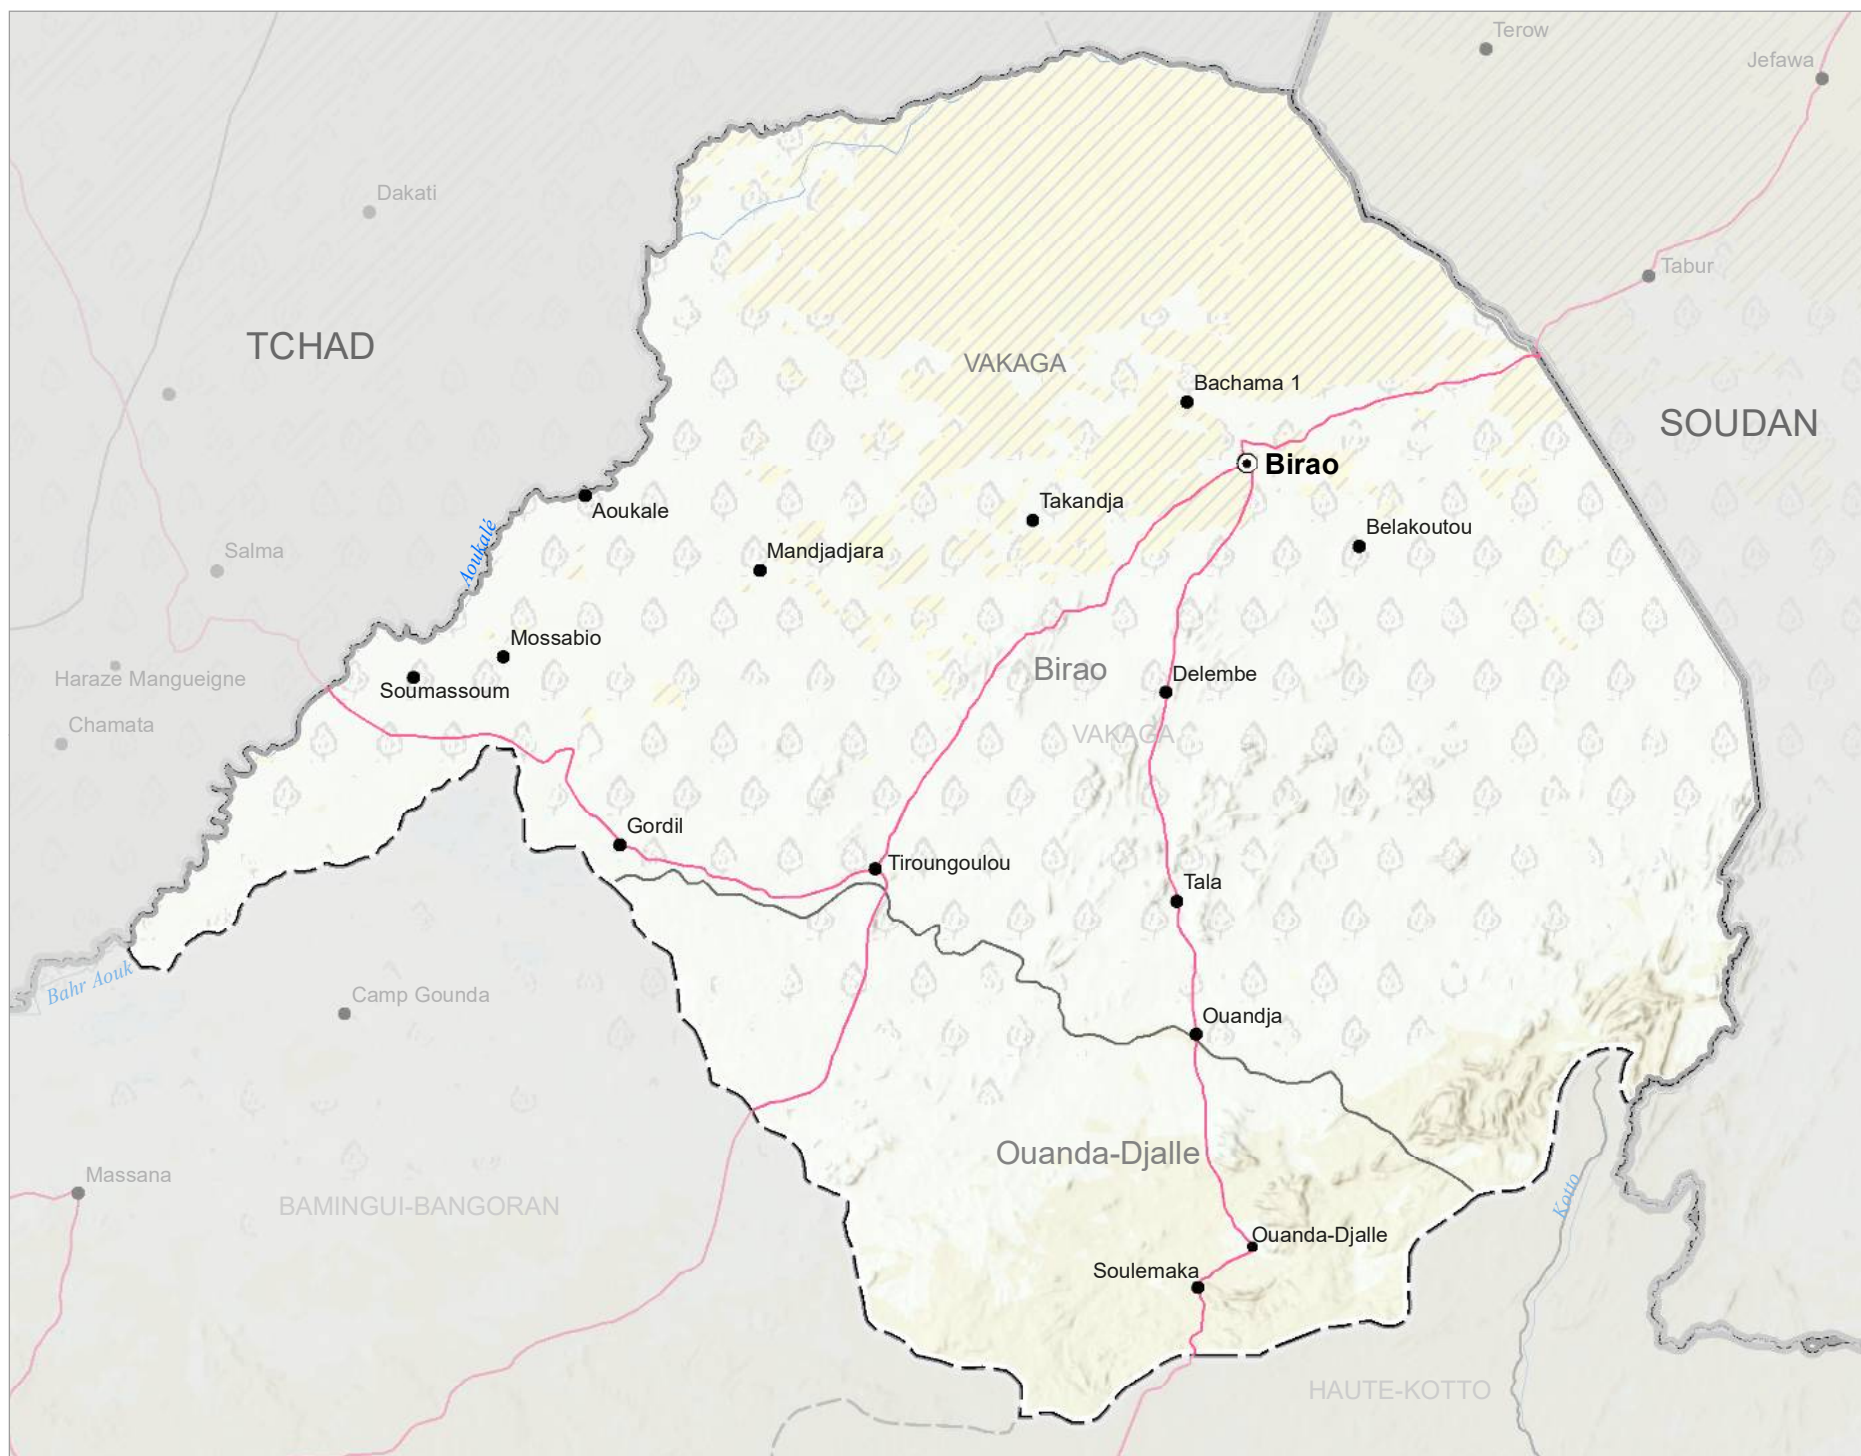 Terow
Jefawa
Dakati
Tabur
TCHAD
VAKAGA
Bachama 1
SOUDAN
Birao
Takandja
Aoukale
Belakoutou
Aoukalé
Salma
Mandjadjara
Mossabio
Birao
Delembe
Haraze Mangueigne
Soumassoum
Chamata
VAKAGA
Gordil
Tiroungoulou
Tala
Bahr Aouk
Camp Gounda
Ouandja
Ouanda-Djalle
Massana
BAMINGUI-BANGORAN
Kotto
Ouanda-Djalle
Soulemaka
HAUTE-KOTTO